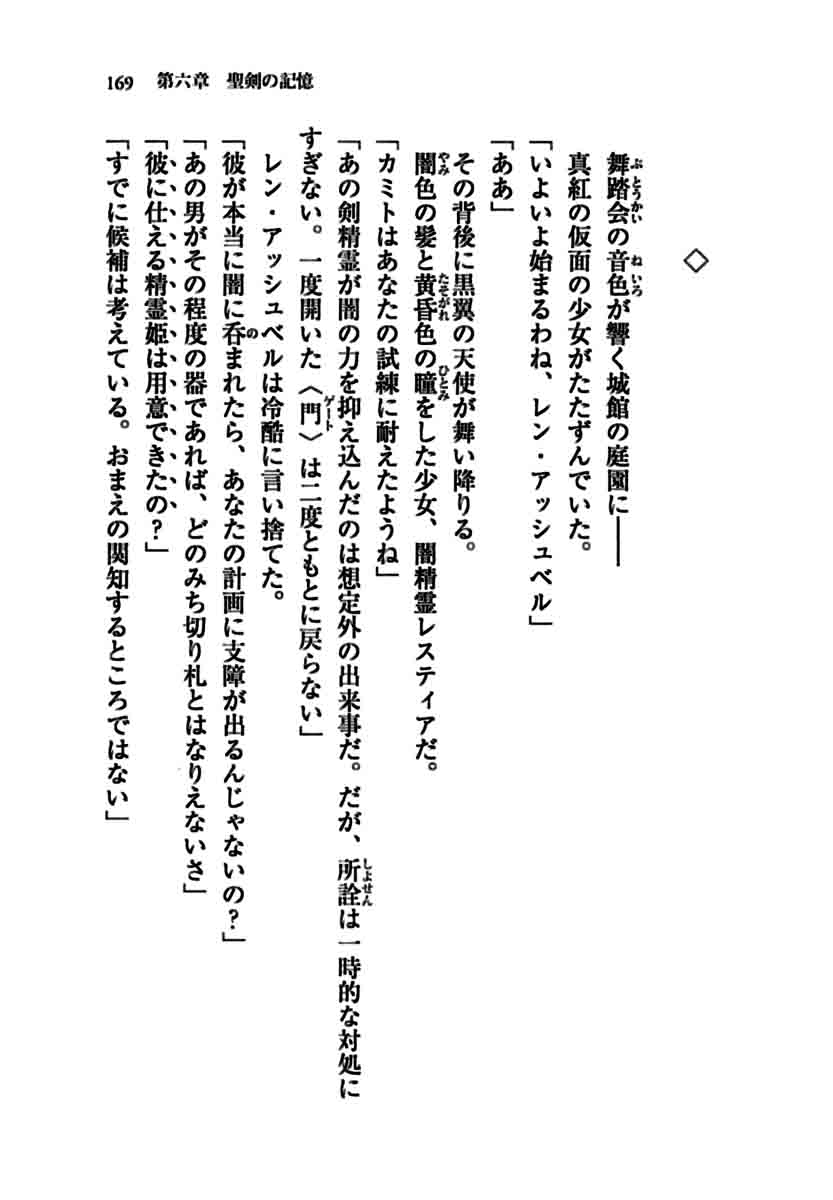 169 第六章 聖剣の記憶
◇
舞踏会の音色が響く城館の庭園に――
真紅の仮面の少女がたたずんでいた。
「いよいよ始まるわね、レン・アッシュベル」
「ああ」
その背後に黒翼の天使が舞い降りる。
闇色の髪と黄昏色の瞳をした少女、闇精霊レスティアだ。
「カミトはあなたの試練に耐えたようね」
「あの剣精霊が闇の力を抑え込んだのは想定外の出来事だ。だが、所詮は一時的な対処に
すぎない。一度開いた〈門〉は二度ともとに戻らない」
レン・アッシュベルは冷酷に言い捨てた。
「彼が本当に闇に呑まれたら、あなたの計画に支障が出るんじゃないの?」
「あの男がその程度の器であれば、どのみち切り札とはなりえないさ」
「彼に仕える精霊姫は用意できたの?」
「すでに候補は考えている。おまえの関知するところではない」